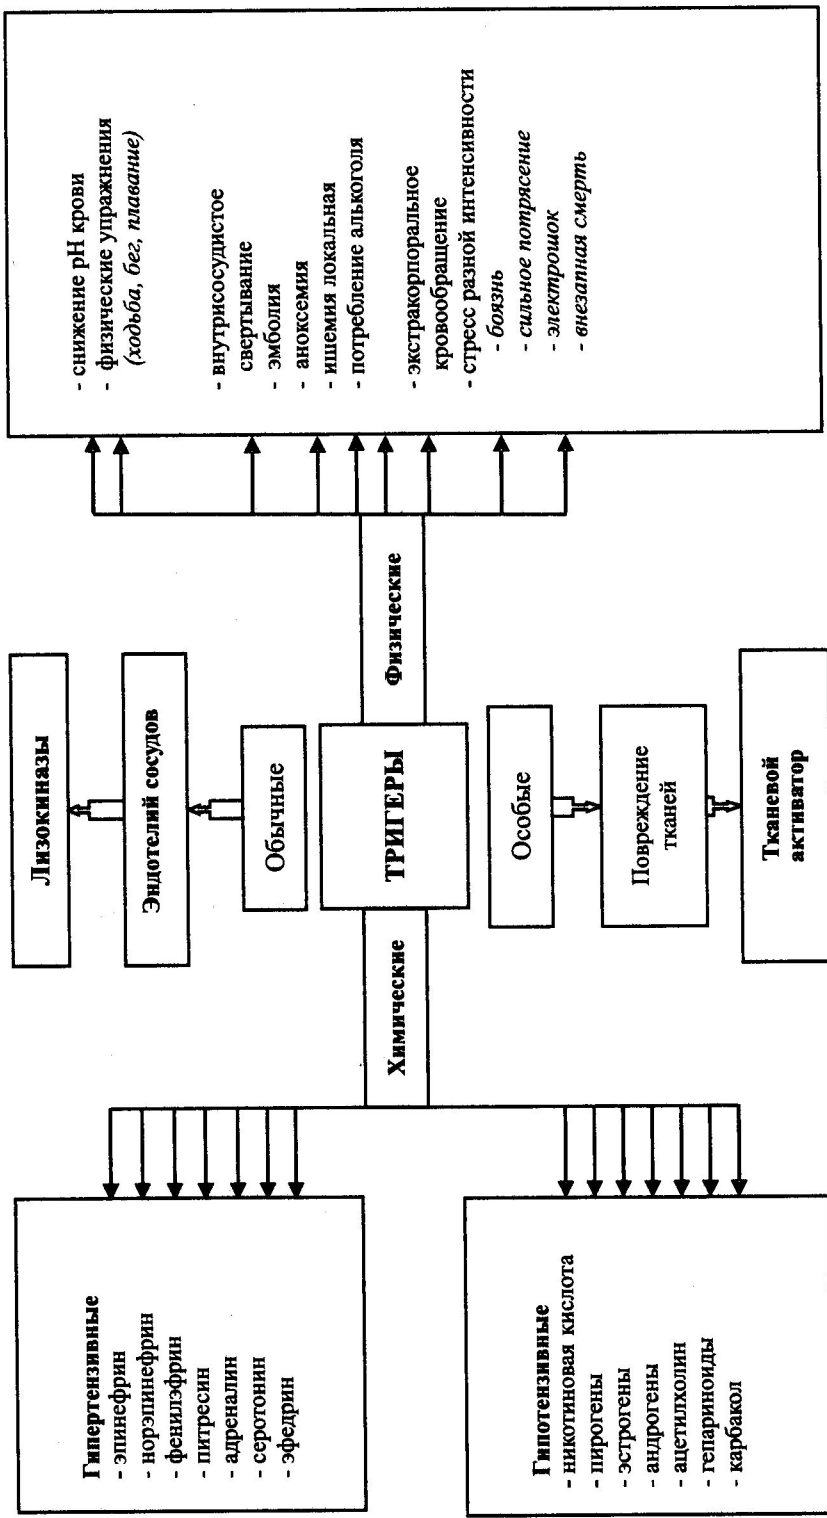 Лизокиназы
Эндотелий сосудов
Обычные
Гипертензивные
- эпинефрин
- норэпинефрин
- фенилэфрин
- питресин
- адреналин
- серотонин
- эфедрин
Химические
ТРИГЕРЫ
Физические
- снижение pH крови
- физические упражнения
(ходьба, бег, плавание)
- внутрисосудистое
свертывание
- эмболия
- аноксемия
- ишемия локальная
- потребление алькоголя
- экстракорпоральное
кровообращение
- стресс разной интенсивности
- боязнь
- сильное потрясение
- электрошок
- внезапная смерть
Гипотензивные
- никотиновая кислота
- пирогены
- эстрогены
- андрогены
- ацетилхолин
- гепариноиды
- карбакол
Особые
Повреждение
тканей
Тканевой
активатор